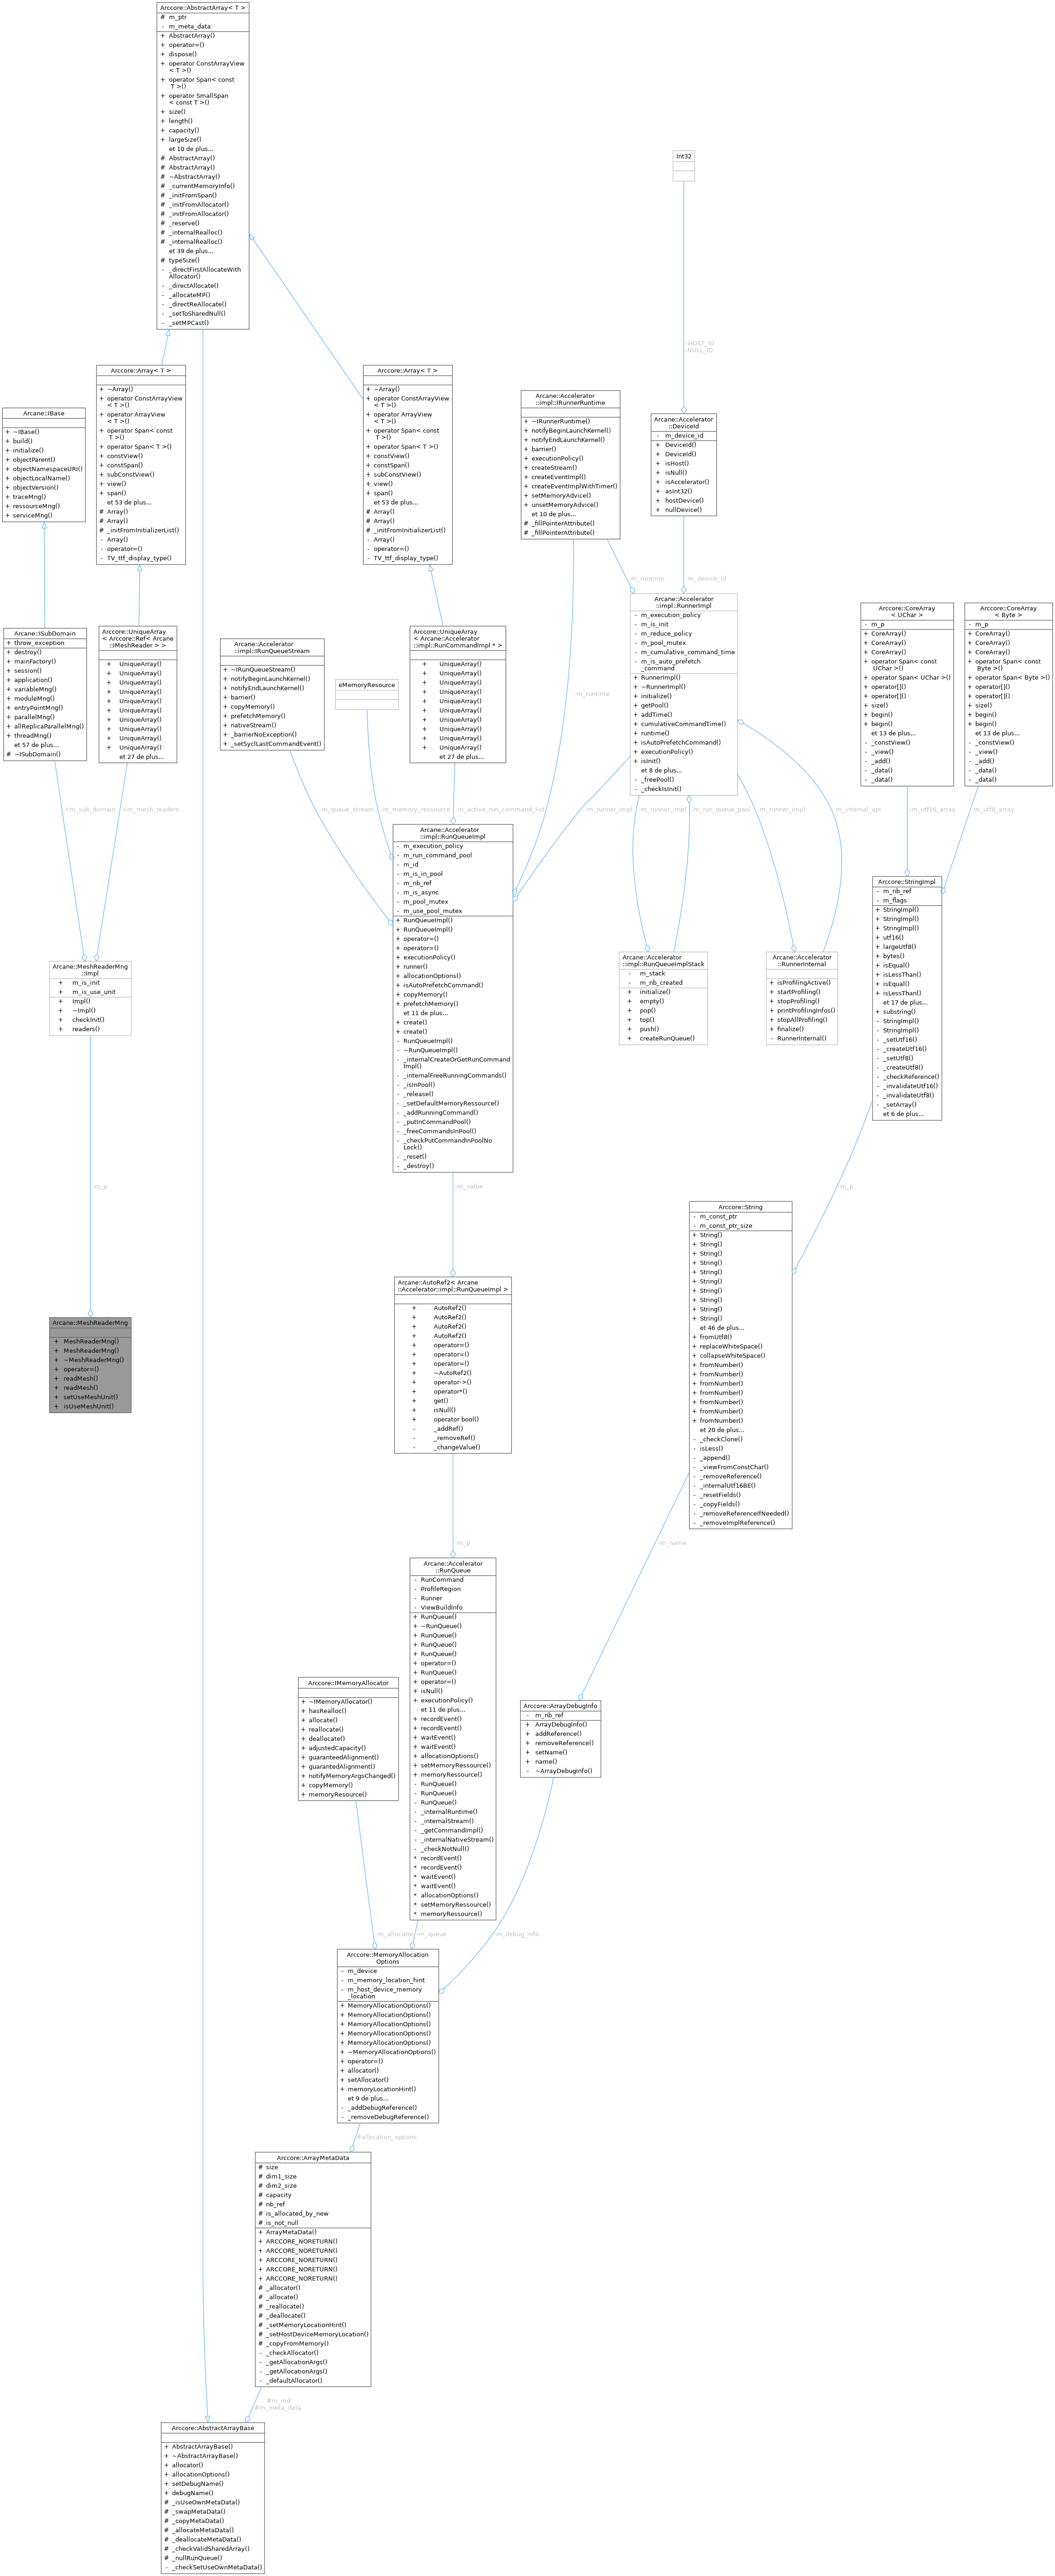 Arccore::AbstractArray< T >
# m_ptr
- m_meta_data
+ AbstractArray()
+ operator=()
+ dispose()
+ operator ConstArrayView
< T >()
+ operator Span< const
T >()
+ operator SmallSpan
< const T >()
+ size()
+ length()
+ capacity()
+ largeSize()
et 10 de plus...
# AbstractArray()
# AbstractArray()
# ~AbstractArray()
# _currentMemoryInfo()
# _initFromSpan()
# _initFromAllocator()
# _initFromAllocator()
# _reserve()
# _internalRealloc()
# _internalRealloc()
et 39 de plus...
# typeSize()
- _directFirstAllocateWith
Allocator()
- _directAllocate()
- _allocateMP()
- _directReAllocate()
- _setToSharedNull()
- _setMPCast()
Int32
-HOST_ID
-NULL_ID
Arccore::Array< T >
+ ~Array()
+ operator ConstArrayView
< T >()
+ operator ArrayView
< T >()
+ operator Span< const
T >()
+ operator Span< T >()
+ constView()
+ constSpan()
+ subConstView()
+ view()
+ span()
et 53 de plus...
# Array()
# Array()
# _initFromInitializerList()
- Array()
- operator=()
- TV_ttf_display_type()
Arccore::Array< T >
+ ~Array()
+ operator ConstArrayView
< T >()
+ operator ArrayView
< T >()
+ operator Span< const
T >()
+ operator Span< T >()
+ constView()
+ constSpan()
+ subConstView()
+ view()
+ span()
et 53 de plus...
# Array()
# Array()
# _initFromInitializerList()
- Array()
- operator=()
- TV_ttf_display_type()
Arcane::Accelerator
::impl::IRunnerRuntime
+ ~IRunnerRuntime()
+ notifyBeginLaunchKernel()
+ notifyEndLaunchKernel()
+ barrier()
+ executionPolicy()
+ createStream()
+ createEventImpl()
+ createEventImplWithTimer()
+ setMemoryAdvice()
+ unsetMemoryAdvice()
et 10 de plus...
# _fillPointerAttribute()
# _fillPointerAttribute()
Arcane::Accelerator
::DeviceId
- m_device_id
+ DeviceId()
+ DeviceId()
+ isHost()
+ isNull()
+ isAccelerator()
+ asInt32()
+ hostDevice()
+ nullDevice()
Arcane::IBase
+ ~IBase()
+ build()
+ initialize()
+ objectParent()
+ objectNamespaceURI()
+ objectLocalName()
+ objectVersion()
+ traceMng()
+ ressourceMng()
+ serviceMng()
-m_runtime
-m_device_id
Arcane::ISubDomain
+ throw_exception
+ destroy()
+ mainFactory()
+ session()
+ application()
+ variableMng()
+ moduleMng()
+ entryPointMng()
+ parallelMng()
+ allReplicaParallelMng()
+ threadMng()
et 57 de plus...
# ~ISubDomain()
Arccore::UniqueArray
< Arccore::Ref< Arcane
::IMeshReader > >
+ UniqueArray()
+ UniqueArray()
+ UniqueArray()
+ UniqueArray()
+ UniqueArray()
+ UniqueArray()
+ UniqueArray()
+ UniqueArray()
+ UniqueArray()
+ UniqueArray()
et 27 de plus...
Arcane::Accelerator
::impl::IRunQueueStream
+ ~IRunQueueStream()
+ notifyBeginLaunchKernel()
+ notifyEndLaunchKernel()
+ barrier()
+ copyMemory()
+ prefetchMemory()
+ nativeStream()
+ _barrierNoException()
+ _setSyclLastCommandEvent()
eMemoryResource
Arccore::UniqueArray
< Arcane::Accelerator
::impl::RunCommandImpl * >
+ UniqueArray()
+ UniqueArray()
+ UniqueArray()
+ UniqueArray()
+ UniqueArray()
+ UniqueArray()
+ UniqueArray()
+ UniqueArray()
+ UniqueArray()
+ UniqueArray()
et 27 de plus...
-m_runtime
Arcane::Accelerator
::impl::RunnerImpl
- m_execution_policy
- m_is_init
- m_reduce_policy
- m_pool_mutex
- m_cumulative_command_time
- m_is_auto_prefetch
_command
+ RunnerImpl()
+ ~RunnerImpl()
+ initialize()
+ getPool()
+ addTime()
+ cumulativeCommandTime()
+ runtime()
+ isAutoPrefetchCommand()
+ executionPolicy()
+ isInit()
et 8 de plus...
- _freePool()
- _checkIsInit()
Arccore::CoreArray
< UChar >
- m_p
+ CoreArray()
+ CoreArray()
+ CoreArray()
+ operator Span< const
UChar >()
+ operator Span< UChar >()
+ operator[]()
+ operator[]()
+ size()
+ begin()
+ begin()
et 13 de plus...
- _constView()
- _view()
- _add()
- _data()
- _data()
Arccore::CoreArray
< Byte >
- m_p
+ CoreArray()
+ CoreArray()
+ CoreArray()
+ operator Span< const
Byte >()
+ operator Span< Byte >()
+ operator[]()
+ operator[]()
+ size()
+ begin()
+ begin()
et 13 de plus...
- _constView()
- _view()
- _add()
- _data()
- _data()
+m_sub_domain
+m_mesh_readers
-m_queue_stream
-m_memory_ressource
-m_active_run_command_list
-m_runner_impl
-m_runner_impl
-m_run_queue_pool
-m_runner_impl
-m_internal_api
-m_utf16_array
-m_utf8_array
Arcane::Accelerator
::impl::RunQueueImpl
- m_execution_policy
- m_run_command_pool
- m_id
- m_is_in_pool
- m_nb_ref
- m_is_async
- m_pool_mutex
- m_use_pool_mutex
+ RunQueueImpl()
+ RunQueueImpl()
+ operator=()
+ operator=()
+ executionPolicy()
+ runner()
+ allocationOptions()
+ isAutoPrefetchCommand()
+ copyMemory()
+ prefetchMemory()
et 11 de plus...
+ create()
+ create()
- RunQueueImpl()
- ~RunQueueImpl()
- _internalCreateOrGetRunCommand
Impl()
- _internalFreeRunningCommands()
- _isInPool()
- _release()
- _setDefaultMemoryRessource()
- _addRunningCommand()
- _putInCommandPool()
- _freeCommandsInPool()
- _checkPutCommandInPoolNo
Lock()
- _reset()
- _destroy()
Arccore::StringImpl
- m_nb_ref
- m_flags
+ StringImpl()
+ StringImpl()
+ StringImpl()
+ utf16()
+ largeUtf8()
+ bytes()
+ isEqual()
+ isLessThan()
+ isEqual()
+ isLessThan()
et 17 de plus...
+ substring()
- StringImpl()
- StringImpl()
- _setUtf16()
- _createUtf16()
- _setUtf8()
- _createUtf8()
- _checkReference()
- _invalidateUtf16()
- _invalidateUtf8()
- _setArray()
et 6 de plus...
Arcane::MeshReaderMng
::Impl
+ m_is_init
+ m_is_use_unit
+ Impl()
+ ~Impl()
+ checkInit()
+ readers()
Arcane::Accelerator
::impl::RunQueueImplStack
- m_stack
- m_nb_created
+ initialize()
+ empty()
+ pop()
+ top()
+ push()
+ createRunQueue()
Arcane::Accelerator
::RunnerInternal
+ isProfilingActive()
+ startProfiling()
+ stopProfiling()
+ printProfilingInfos()
+ stopAllProfiling()
+ finalize()
- RunnerInternal()
-m_p
-m_value
-m_p
Arccore::String
- m_const_ptr
- m_const_ptr_size
+ String()
+ String()
+ String()
+ String()
+ String()
+ String()
+ String()
+ String()
+ String()
+ String()
et 46 de plus...
+ fromUtf8()
+ replaceWhiteSpace()
+ collapseWhiteSpace()
+ fromNumber()
+ fromNumber()
+ fromNumber()
+ fromNumber()
+ fromNumber()
+ fromNumber()
+ fromNumber()
et 20 de plus...
- _checkClone()
- isLess()
- _append()
- _viewFromConstChar()
- _removeReference()
- _internalUtf16BE()
- _resetFields()
- _copyFields()
- _removeReferenceIfNeeded()
- _removeImplReference()
Arcane::AutoRef2< Arcane
::Accelerator::impl::RunQueueImpl >
+ AutoRef2()
+ AutoRef2()
+ AutoRef2()
+ AutoRef2()
+ operator=()
+ operator=()
+ operator=()
+ ~AutoRef2()
+ operator->()
+ operator*()
+ get()
+ isNull()
+ operator bool()
- _addRef()
- _removeRef()
- _changeValue()
Arcane::MeshReaderMng
+ MeshReaderMng()
+ MeshReaderMng()
+ ~MeshReaderMng()
+ operator=()
+ readMesh()
+ readMesh()
+ setUseMeshUnit()
+ isUseMeshUnit()
-m_p
-m_name
Arcane::Accelerator
::RunQueue
- RunCommand
- ProfileRegion
- Runner
- ViewBuildInfo
+ RunQueue()
+ ~RunQueue()
+ RunQueue()
+ RunQueue()
+ RunQueue()
+ operator=()
+ RunQueue()
+ operator=()
+ isNull()
+ executionPolicy()
et 11 de plus...
+ recordEvent()
+ recordEvent()
+ waitEvent()
+ waitEvent()
+ allocationOptions()
+ setMemoryRessource()
+ memoryRessource()
- RunQueue()
- RunQueue()
- RunQueue()
- _internalRuntime()
- _internalStream()
- _getCommandImpl()
- _internalNativeStream()
- _checkNotNull()
* recordEvent()
* recordEvent()
* waitEvent()
* waitEvent()
* allocationOptions()
* setMemoryRessource()
* memoryRessource()
Arccore::IMemoryAllocator
+ ~IMemoryAllocator()
+ hasRealloc()
+ allocate()
+ reallocate()
+ deallocate()
+ adjustedCapacity()
+ guaranteedAlignment()
+ guarantedAlignment()
+ notifyMemoryArgsChanged()
+ copyMemory()
+ memoryResource()
Arccore::ArrayDebugInfo
- m_nb_ref
+ ArrayDebugInfo()
+ addReference()
+ removeReference()
+ setName()
+ name()
- ~ArrayDebugInfo()
-m_allocator
-m_queue
-m_debug_info
Arccore::MemoryAllocation
Options
- m_device
- m_memory_location_hint
- m_host_device_memory
_location
+ MemoryAllocationOptions()
+ MemoryAllocationOptions()
+ MemoryAllocationOptions()
+ MemoryAllocationOptions()
+ MemoryAllocationOptions()
+ ~MemoryAllocationOptions()
+ operator=()
+ allocator()
+ setAllocator()
+ memoryLocationHint()
et 9 de plus...
- _addDebugReference()
- _removeDebugReference()
#allocation_options
Arccore::ArrayMetaData
# size
# dim1_size
# dim2_size
# capacity
# nb_ref
# is_allocated_by_new
# is_not_null
+ ArrayMetaData()
+ ARCCORE_NORETURN()
+ ARCCORE_NORETURN()
+ ARCCORE_NORETURN()
+ ARCCORE_NORETURN()
+ ARCCORE_NORETURN()
# _allocator()
# _allocate()
# _reallocate()
# _deallocate()
# _setMemoryLocationHint()
# _setHostDeviceMemoryLocation()
# _copyFromMemory()
- _checkAllocator()
- _getAllocationArgs()
- _getAllocationArgs()
- _defaultAllocator()
#m_md
#m_meta_data
Arccore::AbstractArrayBase
+ AbstractArrayBase()
+ ~AbstractArrayBase()
+ allocator()
+ allocationOptions()
+ setDebugName()
+ debugName()
# _isUseOwnMetaData()
# _swapMetaData()
# _copyMetaData()
# _allocateMetaData()
# _deallocateMetaData()
# _checkValidSharedArray()
# _nullRunQueue()
- _checkSetUseOwnMetaData()